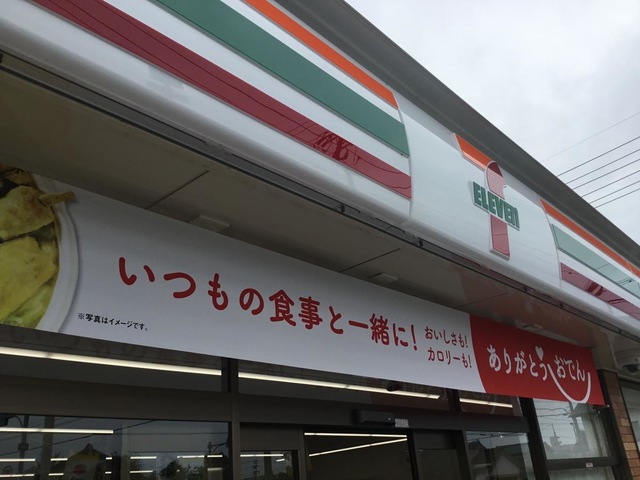 ELEVEN
いつもの食事と一緒に!
おいしさも!
カロリーも!
ありがとう、おでん
※写真はイメージです。